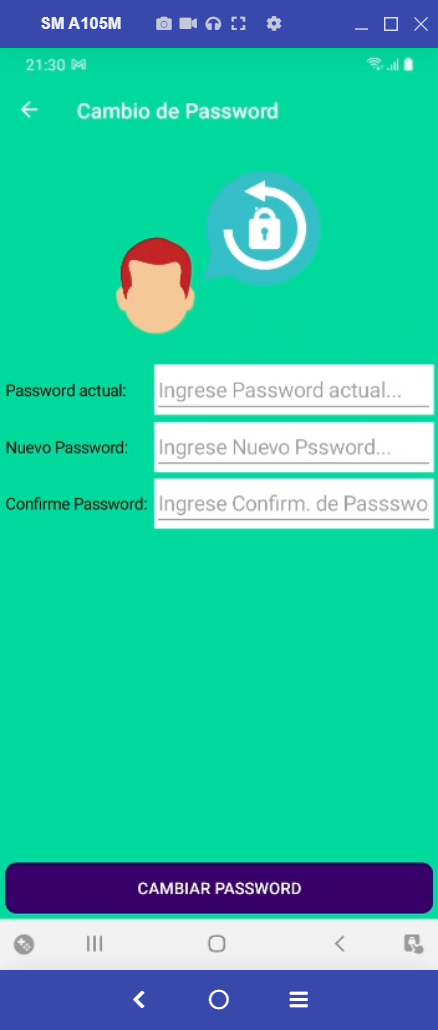 SM A105M
21:30
Cambio de Password
Password actual: Ingrese Password actual...
Nuevo Password: Ingrese Nuevo Pssword...
Confirme Password: Ingrese Confirm. de Passswo
CAMBIAR PASSWORD